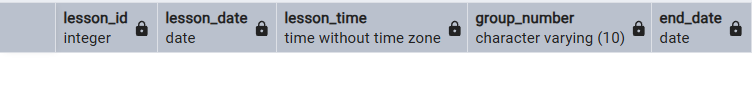 lesson_id lesson_date lesson_time group_number end_date
integer date time without time zone character varying (10) date